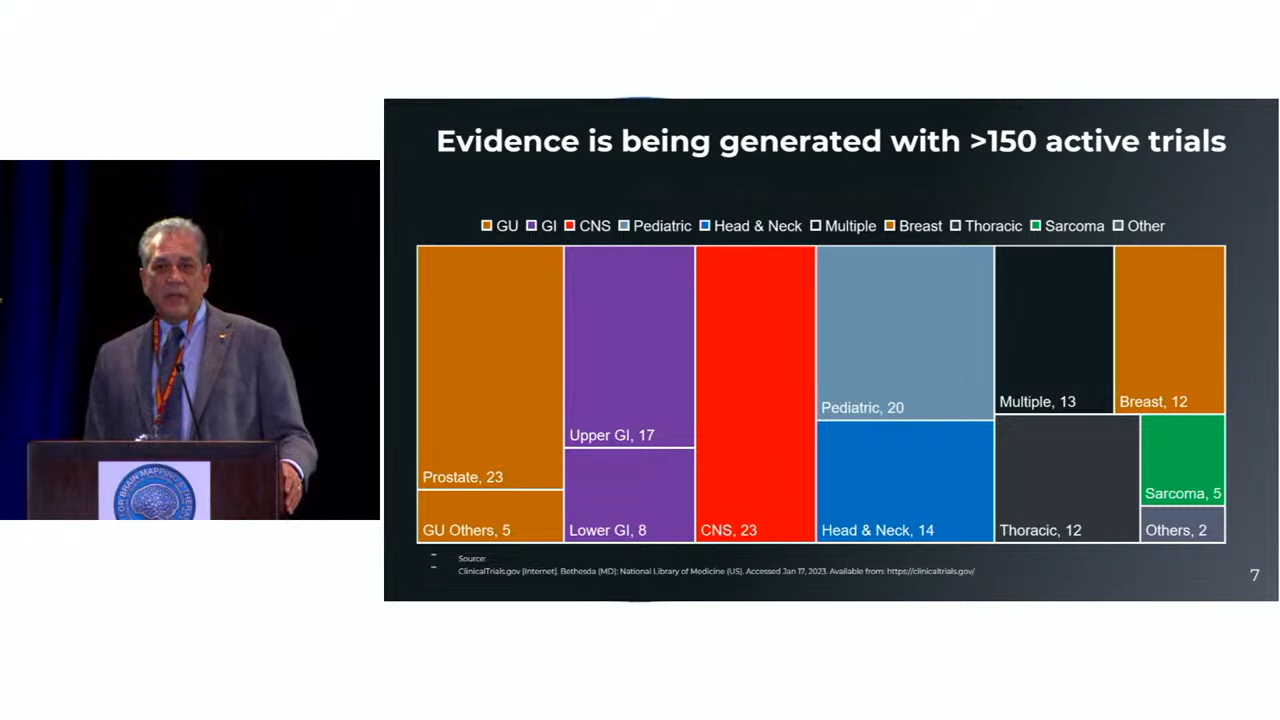 Evidence is being generated with >150 active trials
GU GI CNS Pediatric Head & Neck Multiple Breast Thoracic Sarcoma Other
Prostate, 23
GU Others, 5
Upper GI, 17
Lower GI, 8
CNS, 23
Pediatric, 20
Head & Neck, 14
Multiple, 13
Breast, 12
Thoracic, 12
Sarcoma, 5
Others, 2
Source:
ClinicalTrials.gov [Internet]. Bethesda (MD): National Library of Medicine (US). Accessed Jan 17, 2023. Available from: https://clinicaltrials.gov/
7
BRAIN MAPPING